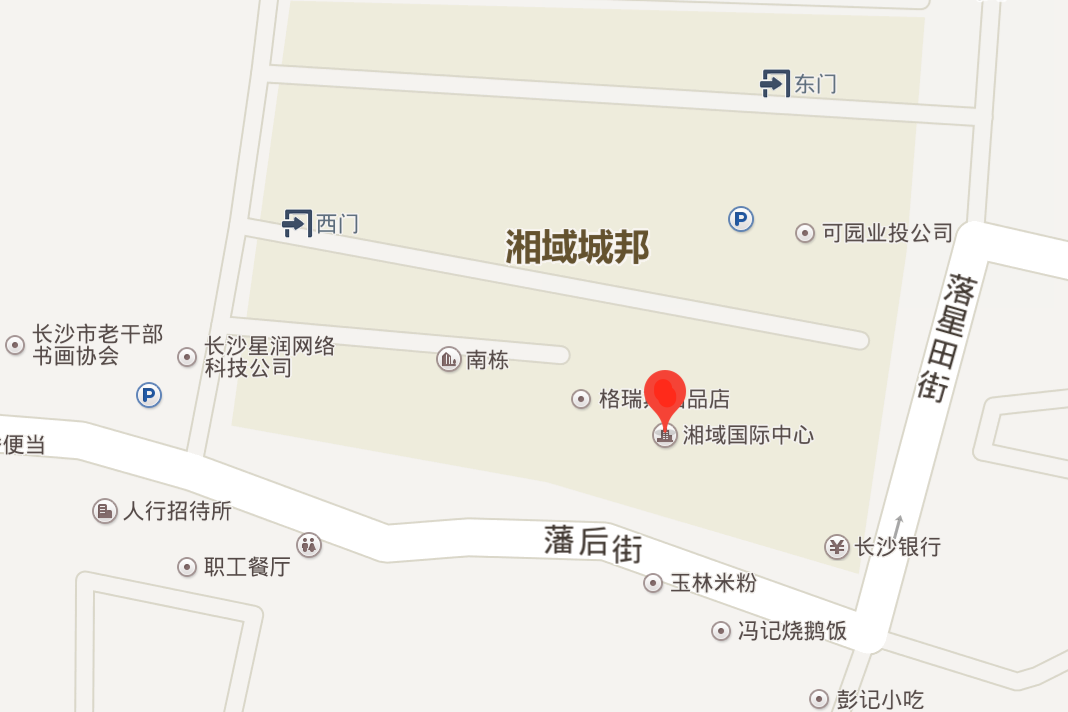 东门
P
西门
湘域城邦
可园业投公司
落星田街
长沙市老干部
书画协会
长沙星润网络
科技公司
南栋
P
格瑞
品店
湘域国际中心
便当
人行招待所
藩后街
长沙银行
职工餐厅
玉林米粉
冯记烧鹅饭
彭记小吃